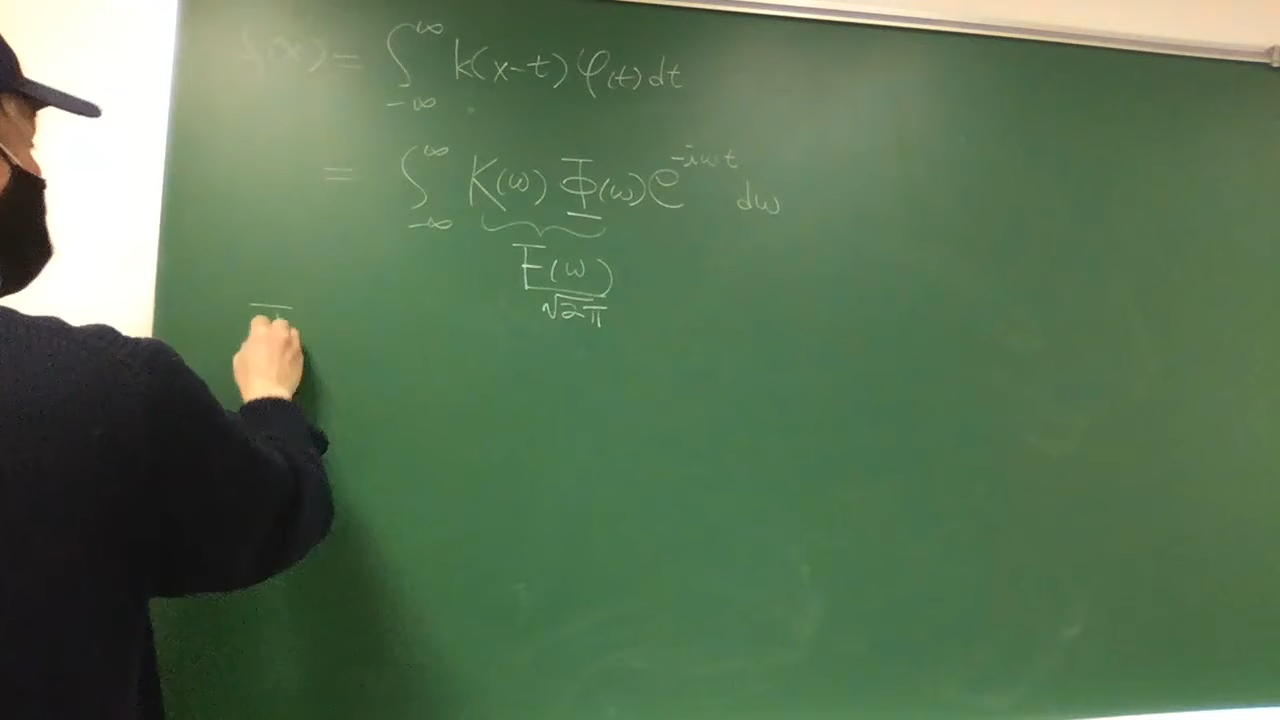 f(x) = ∫_{-∞}^{∞} k(x-t) φ(t) dt
= ∫_{-∞}^{∞} K(ω) Φ(ω) e^{-iωt} dω
F(ω)
√2π